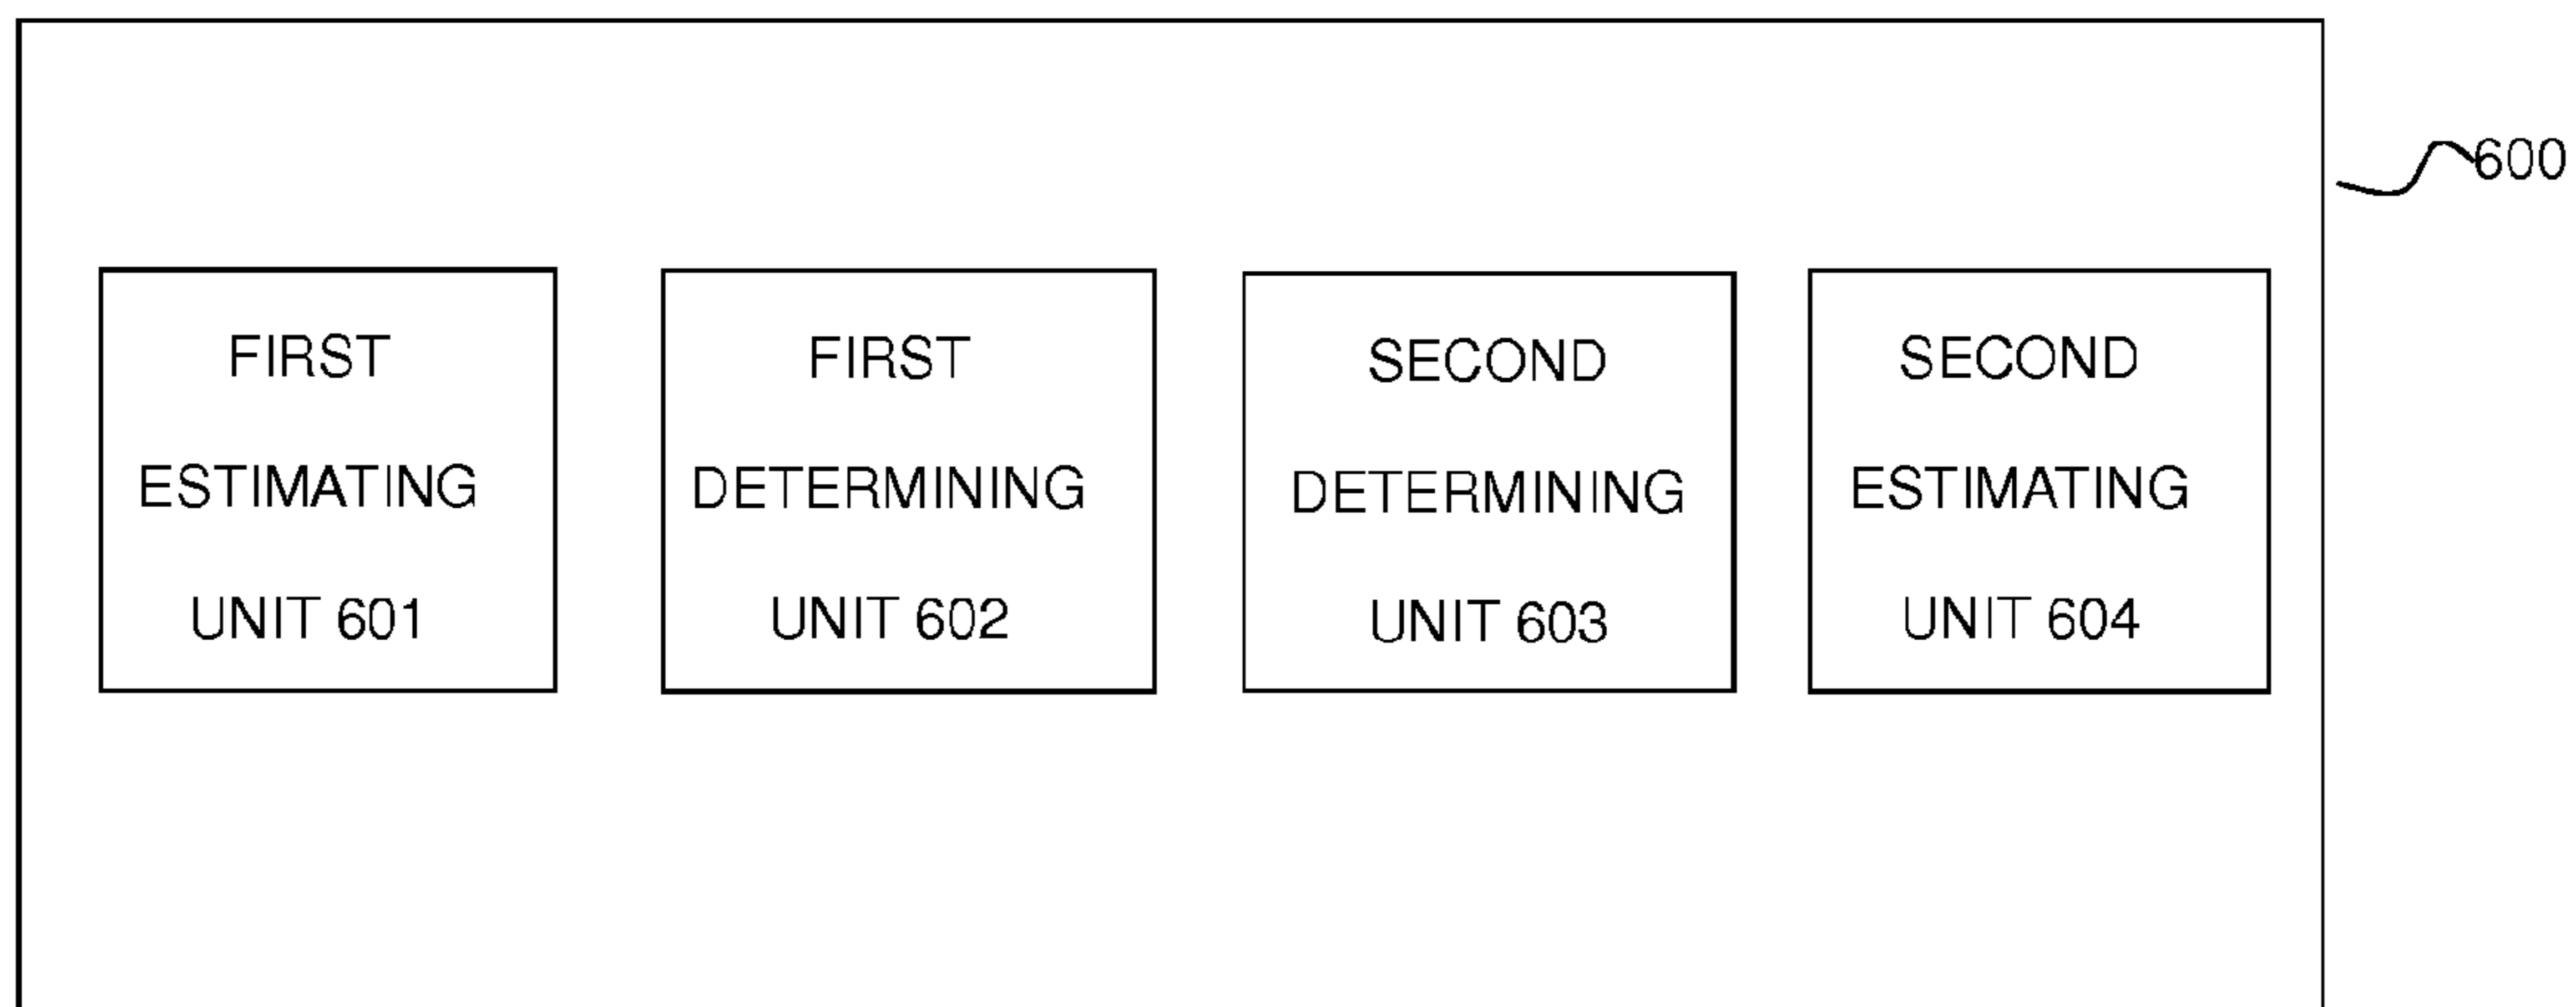 600
FIRST
ESTIMATING
UNIT 601
FIRST
DETERMINING
UNIT 602
SECOND
DETERMINING
UNIT 603
SECOND
ESTIMATING
UNIT 604